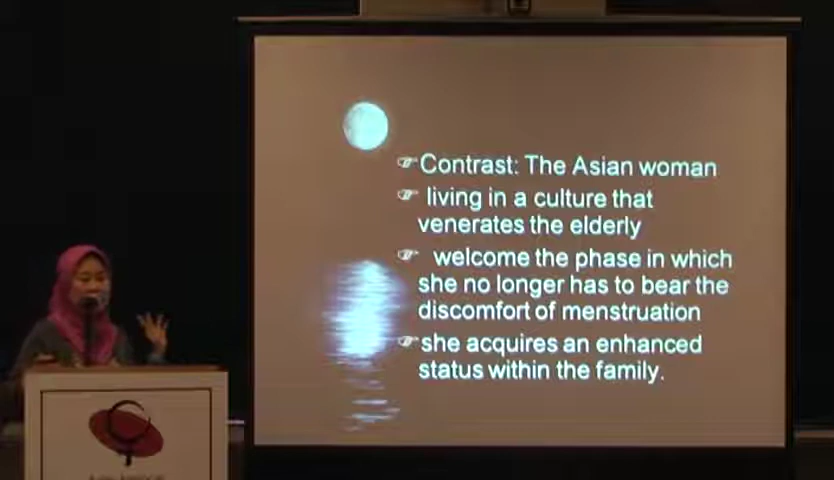 Contrast: The Asian woman
living in a culture that
venerates the elderly
welcome the phase in which
she no longer has to bear the
discomfort of menstruation
she acquires an enhanced
status within the family.